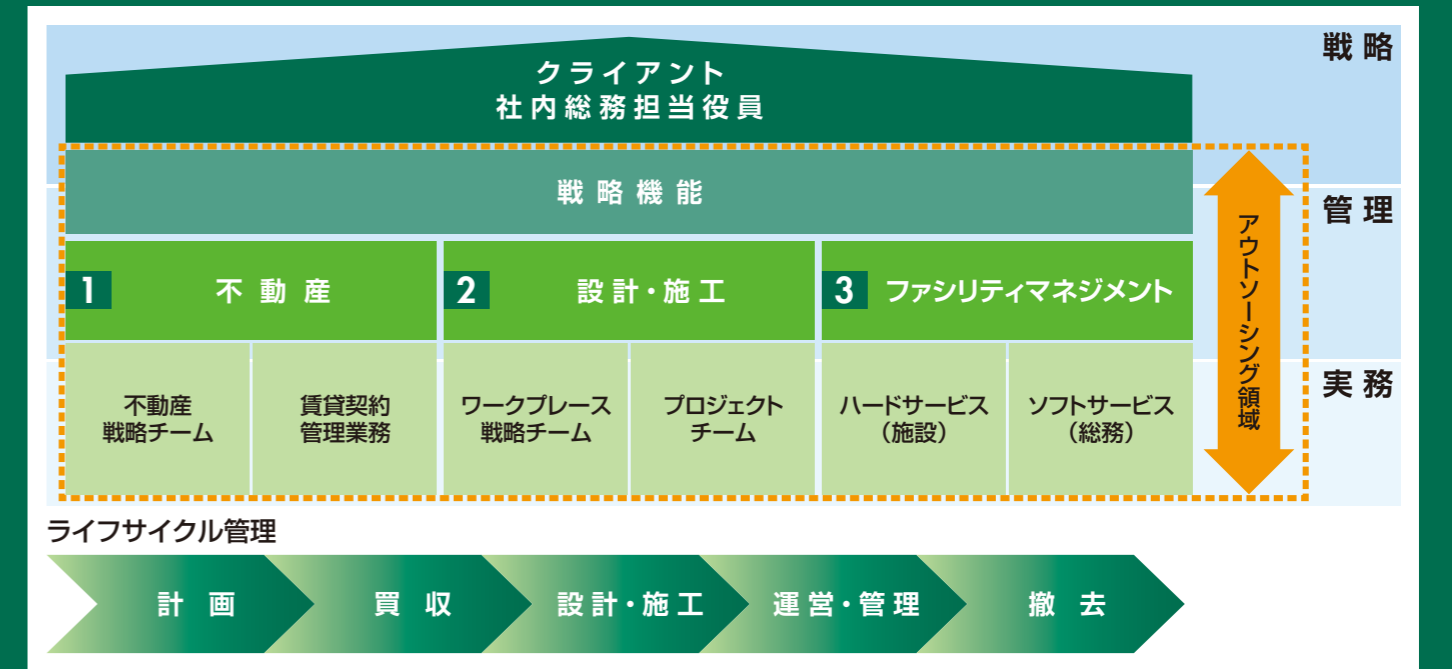 戦略
クライアント
社内総務担当役員
戦略機能
管理
アウトソーシング領域
1 不動産
2 設計・施工
3 ファシリティマネジメント
実務
不動産
戦略チーム
賃貸契約
管理業務
ワークプレース
戦略チーム
プロジェクト
チーム
ハードサービス
（施設）
ソフトサービス
（総務）
ライフサイクル管理
計画
買収
設計・施工
運営・管理
撤去